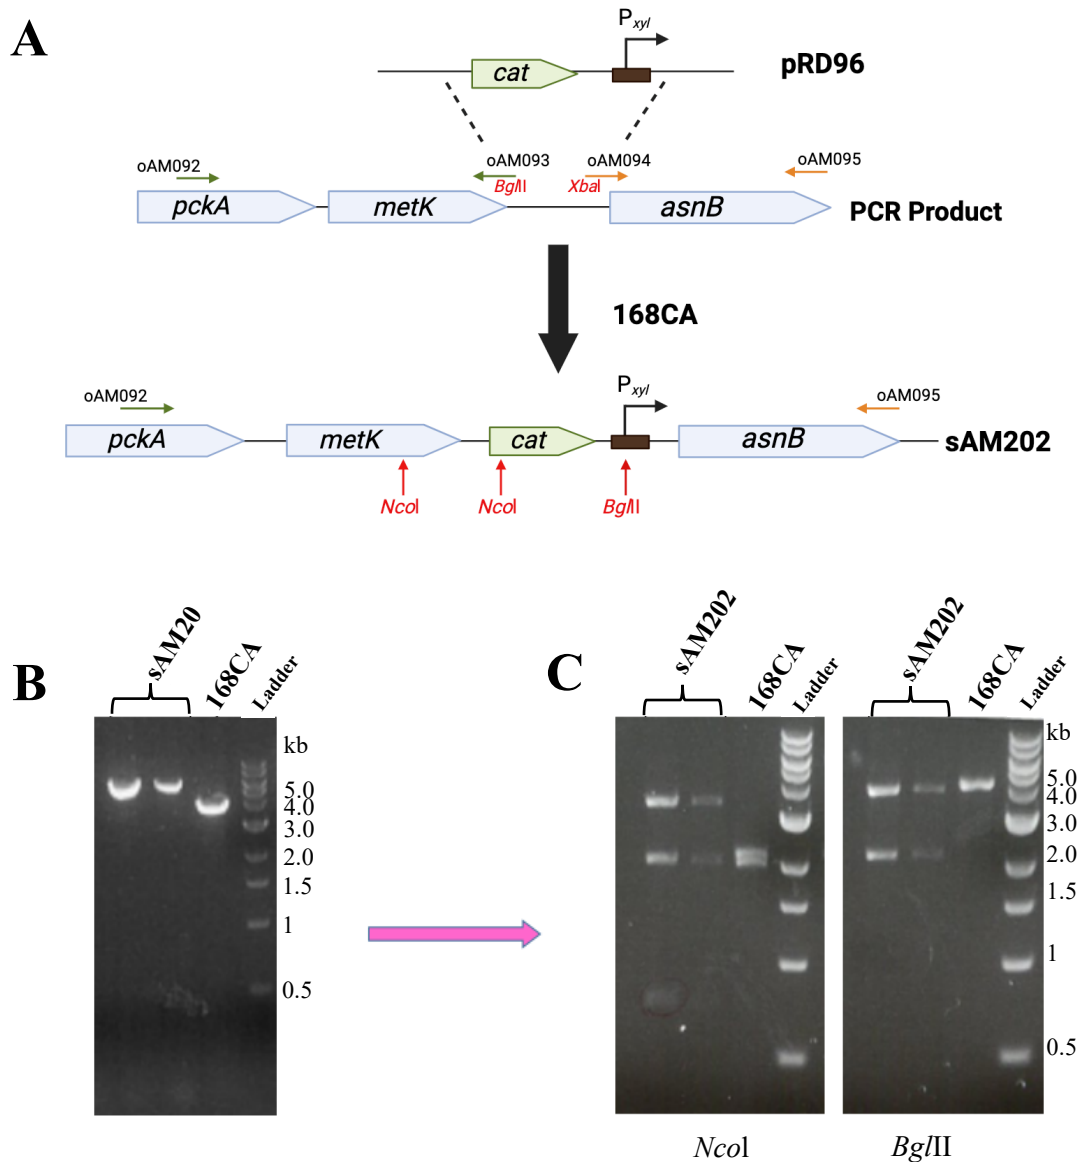 A
Pxyl
cat
pRD96
oAM092
oAM093
oAM094
oAM095
BglII
XbaI
pckA
metK
asnB
PCR Product
168CA
Pxyl
oAM092
oAM095
pckA
metK
cat
asnB
sAM202
NcoI
NcoI
BglII
B
sAM20
168CA
Ladder
kb
5.0
4.0
3.0
2.0
1.5
1
0.5
C
sAM202
168CA
Ladder
sAM202
168CA
Ladder
kb
5.0
4.0
3.0
2.0
1.5
1
0.5
NcoI
BglII